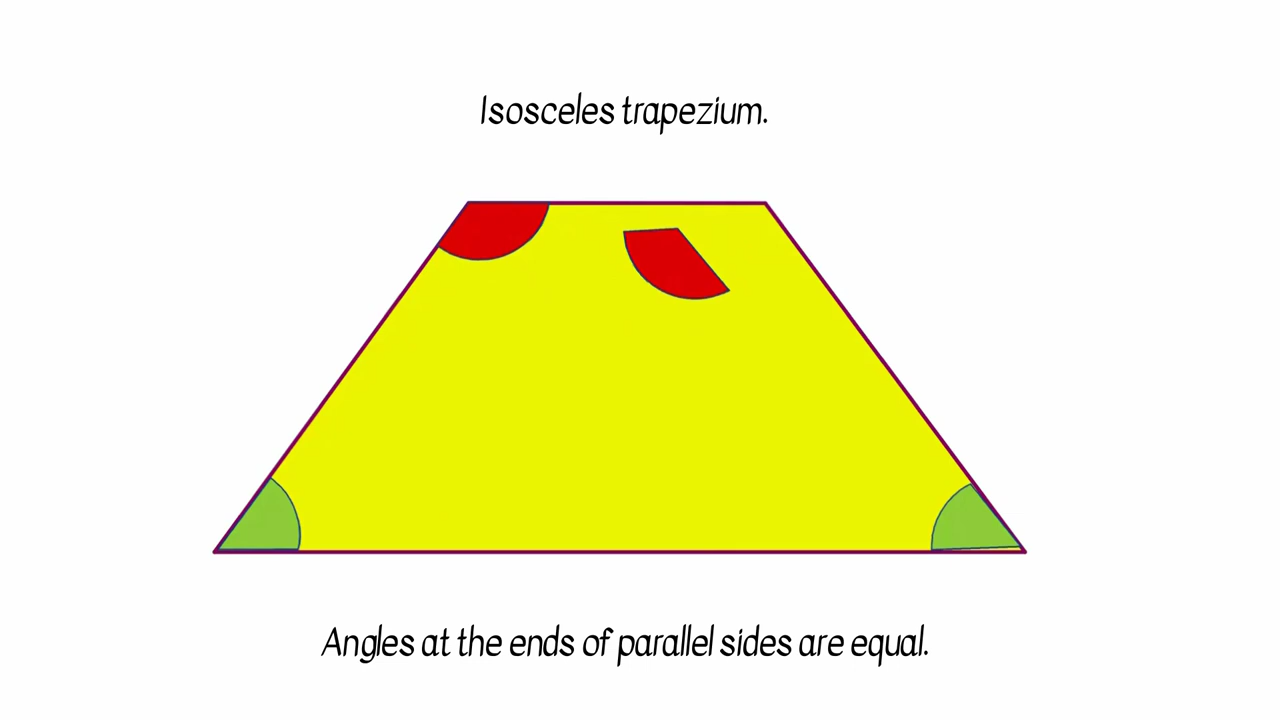 Isosceles trapezium.
Angles at the ends of parallel sides are equal.